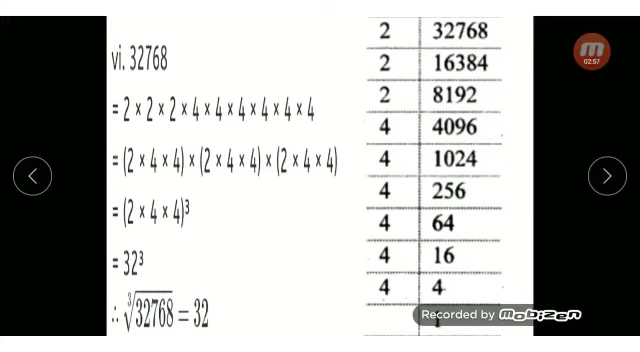 vi. 32768
= 2 × 2 × 2 × 4 × 4 × 4 × 4 × 4 × 4
= (2 × 4 × 4) × (2 × 4 × 4) × (2 × 4 × 4)
= (2 × 4 × 4)³
= 32³
∴ ∛32768 = 32
2 32768
2 16384
2 8192
4 4096
4 1024
4 256
4 64
4 16
4 4
1
02:57
Recorded by Mobizen